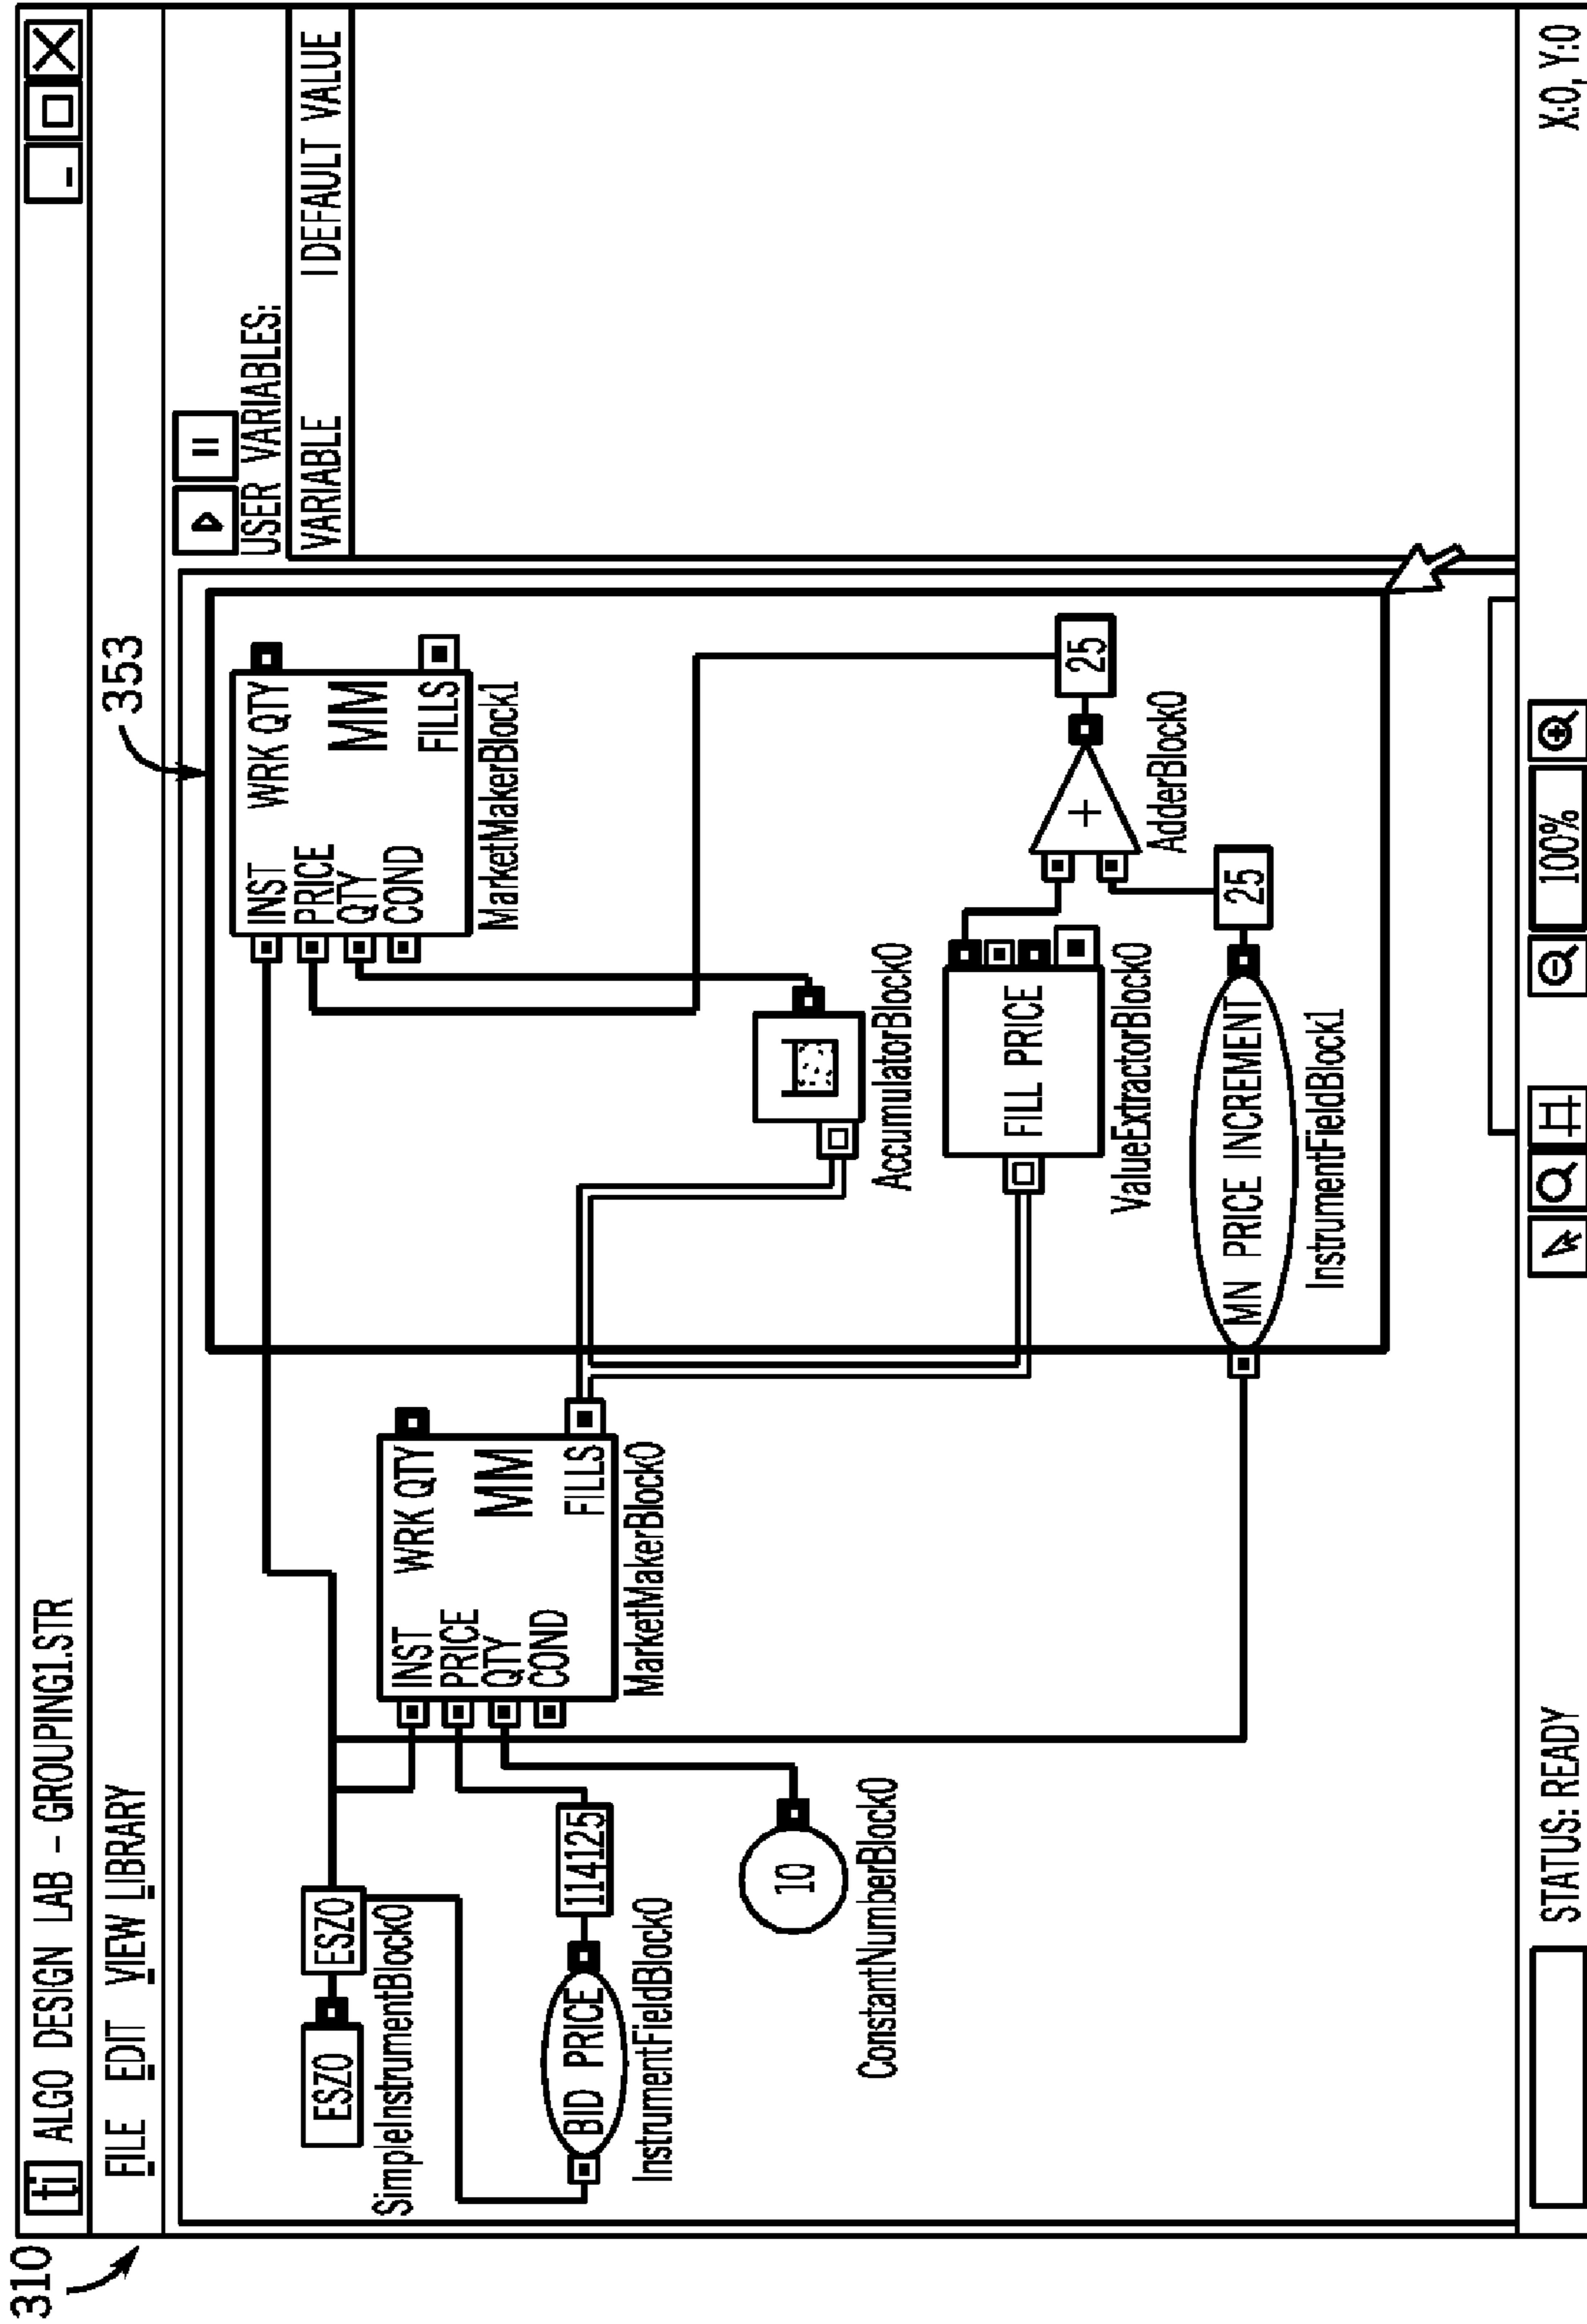 310
ti ALGO DESIGN LAB - GROUPING1.STR
FILE EDIT VIEW LIBRARY
353
USER VARIABLES:
VARIABLE | DEFAULT VALUE
ESZ0
ESZ0
SimpleInstrumentBlock0
BID PRICE
114125
InstrumentFieldBlock0
10
ConstantNumberBlock0
INST
WRK QTY
PRICE
QTY
MM
COND
FILLS
MarketMakerBlock0
INST
WRK QTY
PRICE
QTY
MM
COND
FILLS
MarketMakerBlock1
AccumulatorBlock0
FILL PRICE
ValueExtractorBlock0
+
25
AdderBlock0
MN PRICE INCREMENT
25
InstrumentFieldBlock1
STATUS: READY
100%
X:0, Y:0